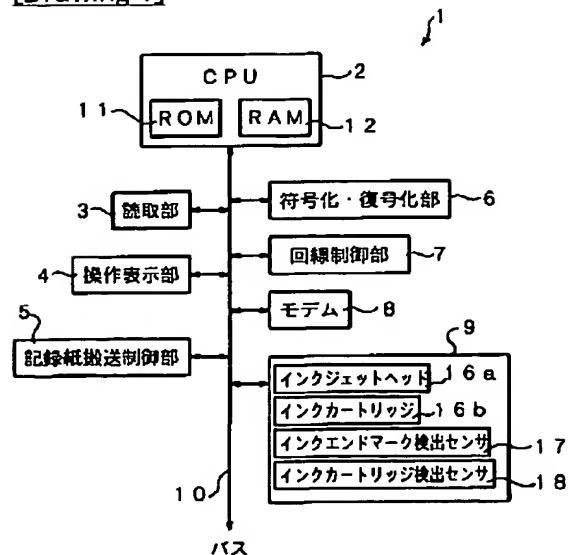 [Drawing 1]
1
CPU
2
11
ROM
RAM
12
3
読取部
符号化・復号化部
6
回線制御部
7
4
操作表示部
モデム
8
5
記録紙搬送制御部
9
インクジェットヘッド
16a
インクカートリッジ
16b
インクエンドマーク検出センサ
17
インクカートリッジ検出センサ
18
10
バス